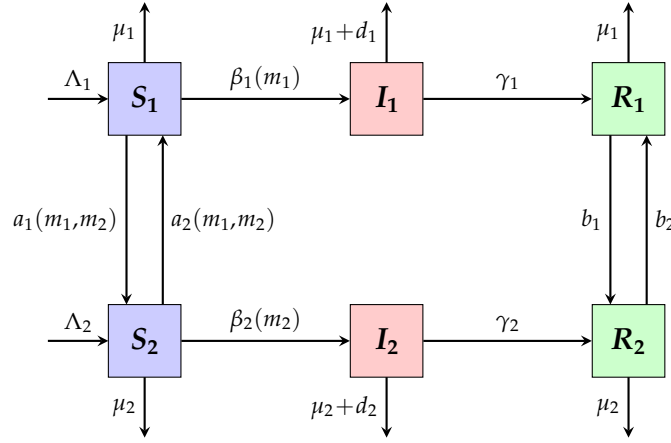 μ₁ μ₁+d₁ μ₁
Λ₁ S₁ β₁(m₁) I₁ γ₁ R₁
a₁(m₁,m₂) a₂(m₁,m₂) b₁ b₂
Λ₂ S₂ β₂(m₂) I₂ γ₂ R₂
μ₂ μ₂+d₂ μ₂